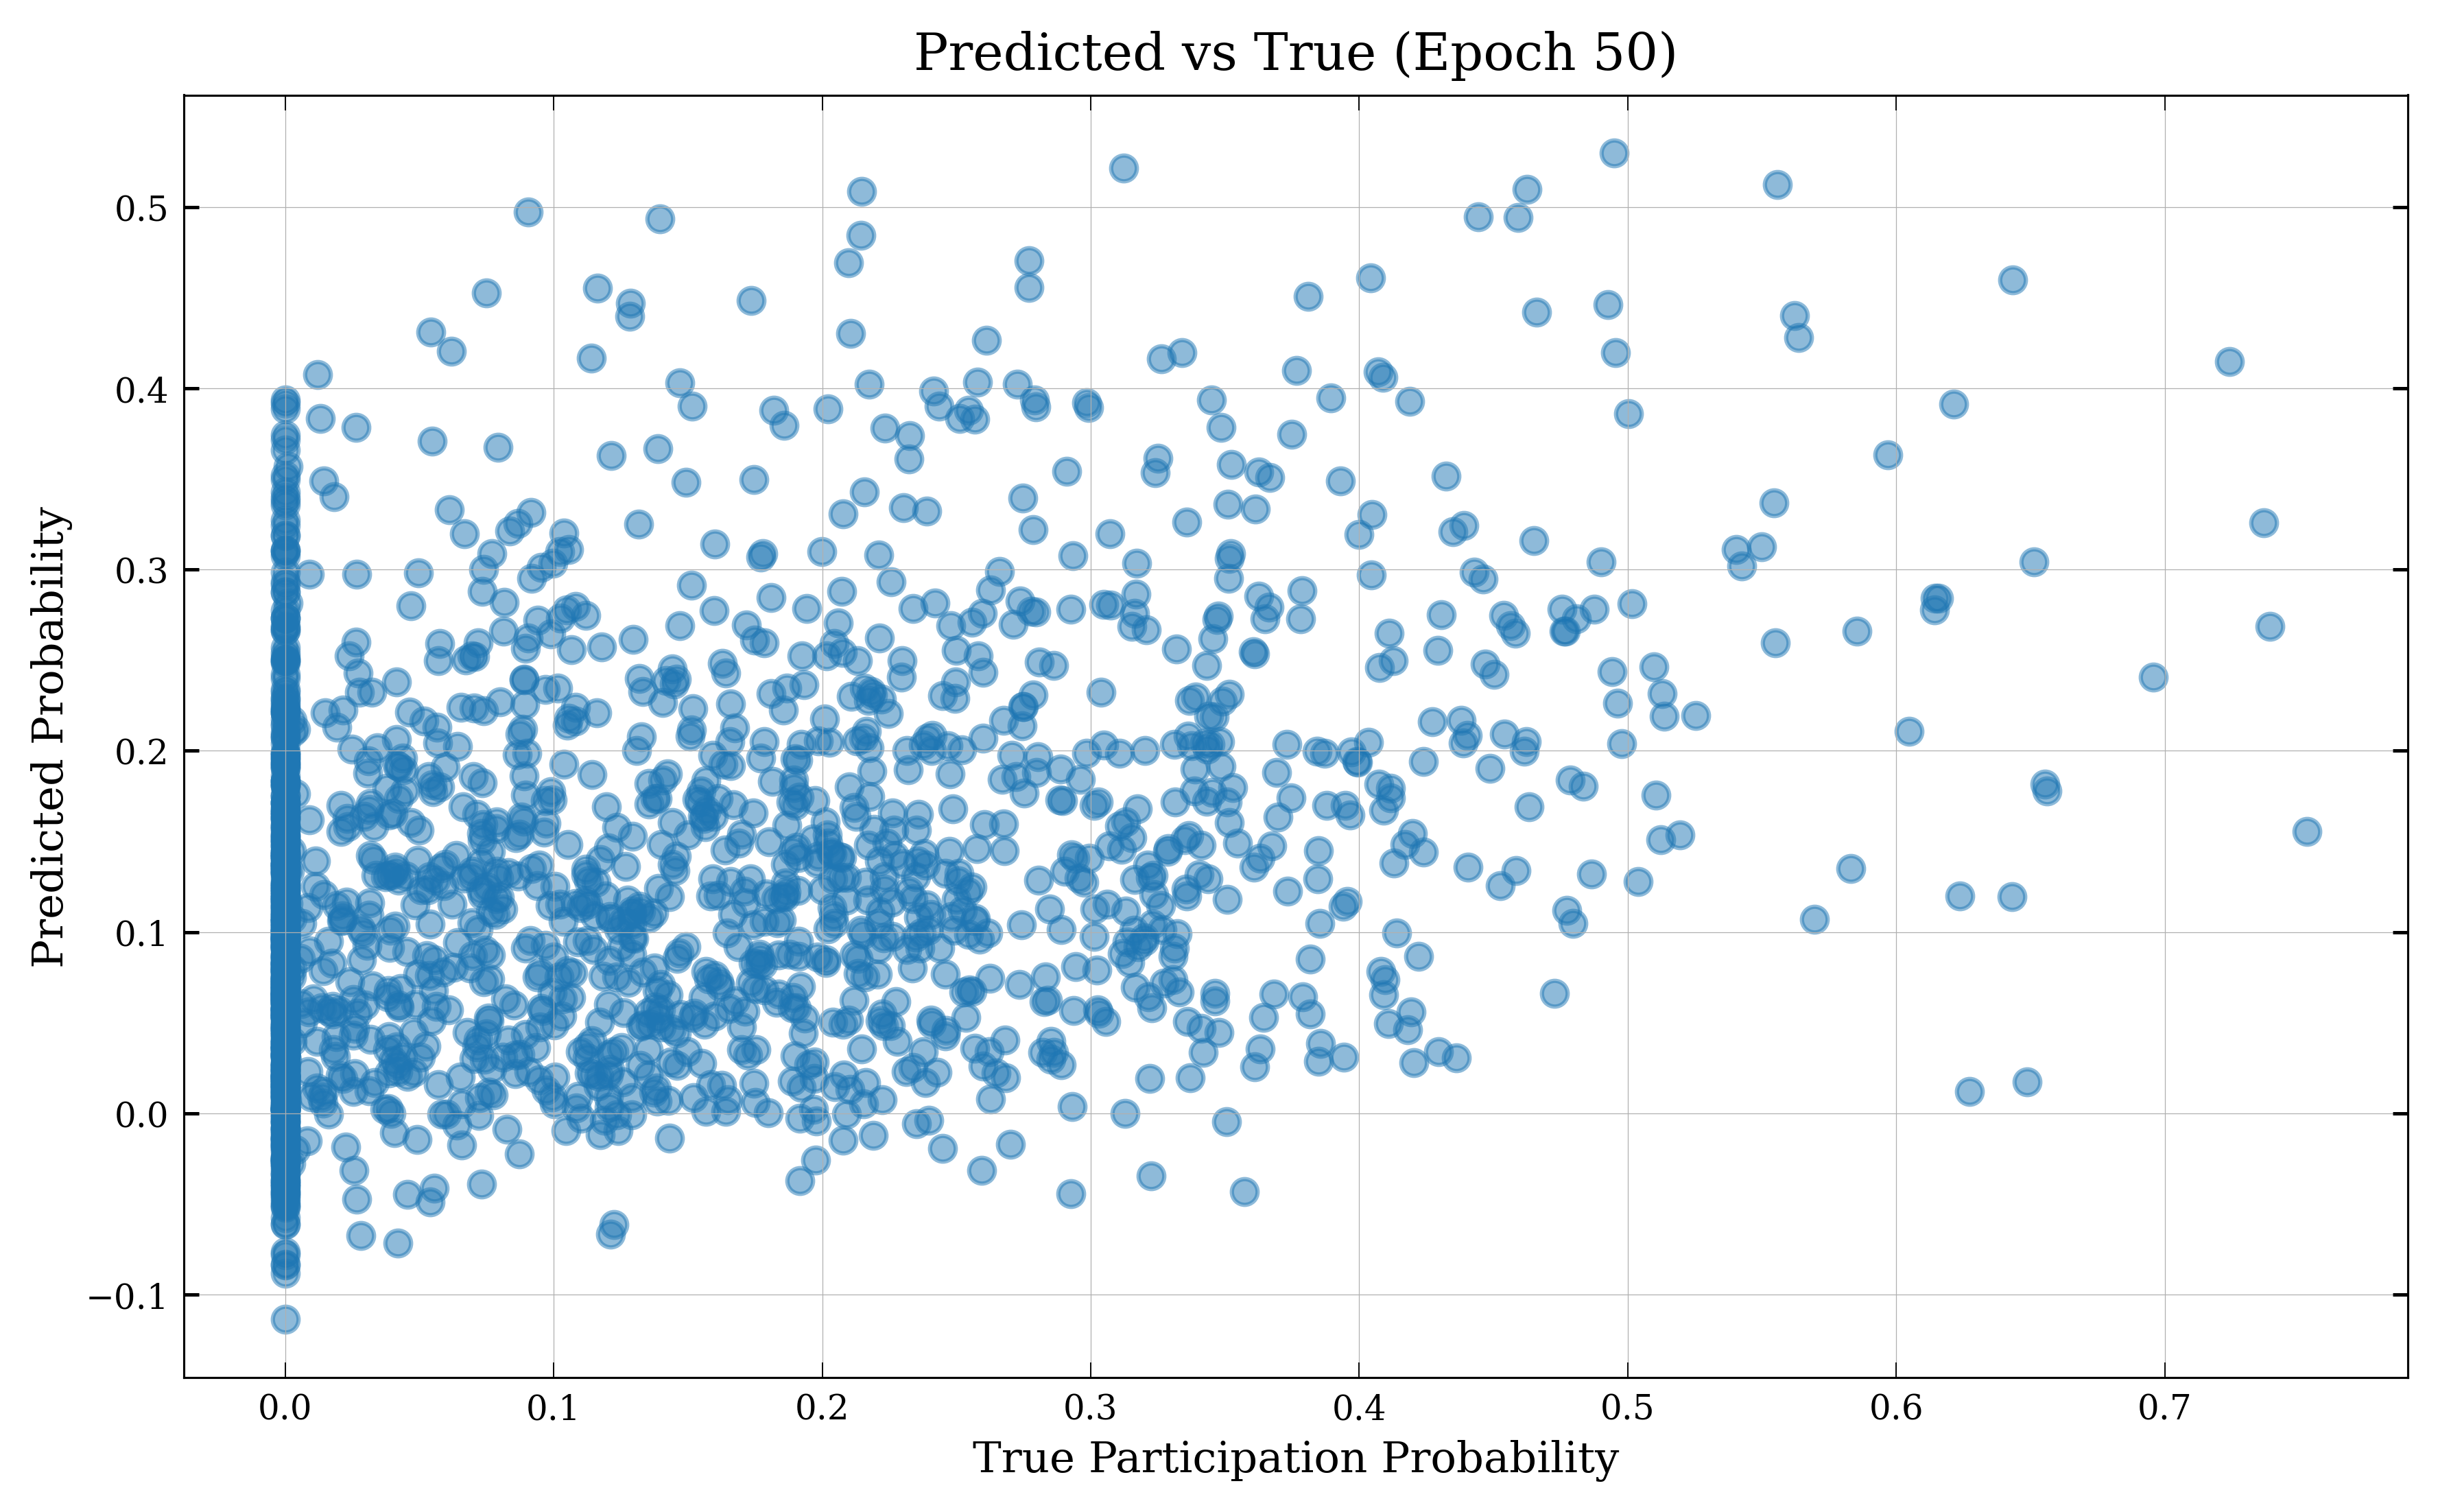 Predicted vs True (Epoch 50)
Predicted Probability
0.5
0.4
0.3
0.2
0.1
0.0
−0.1
0.0 0.1 0.2 0.3 0.4 0.5 0.6 0.7
True Participation Probability